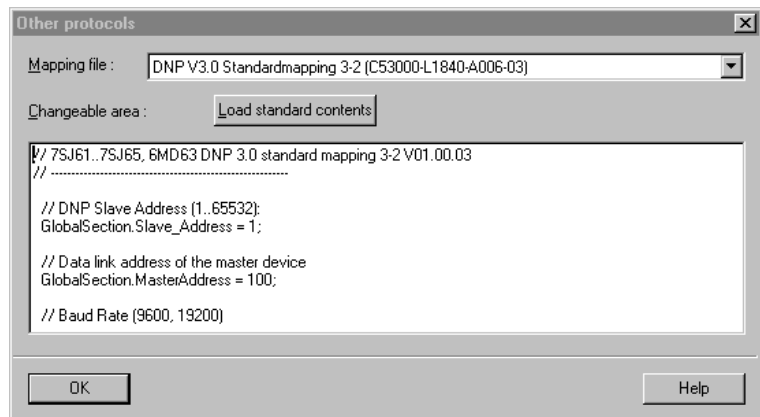 Other protocols
Mapping file :
DNP V3.0 Standardmapping 3-2 (C53000-L1840-A006-03)
Changeable area :
Load standard contents
// 7SJ61..7SJ65, 6MD63 DNP 3.0 standard mapping 3-2 V01.00.03
// ---------------------------------------------------------
// DNP Slave Address (1..65532):
GlobalSection.Slave_Address = 1;
// Data link address of the master device
GlobalSection.MasterAddress = 100;
// Baud Rate (9600, 19200)
OK
Help